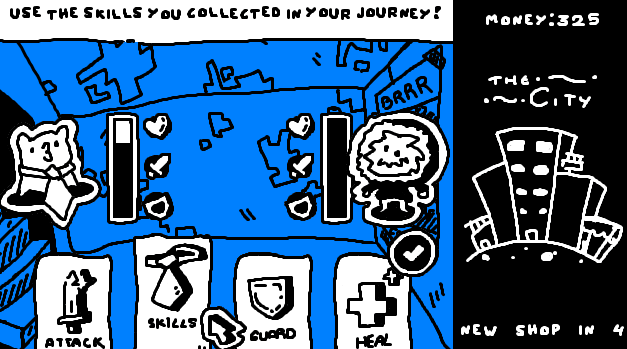 USE THE SKILLS YOU COLLECTED IN YOUR JOURNEY!
MONEY:325
BRRR
THE
CITY
ATTACK
SKILLS
GUARD
HEAL
NEW SHOP IN 4